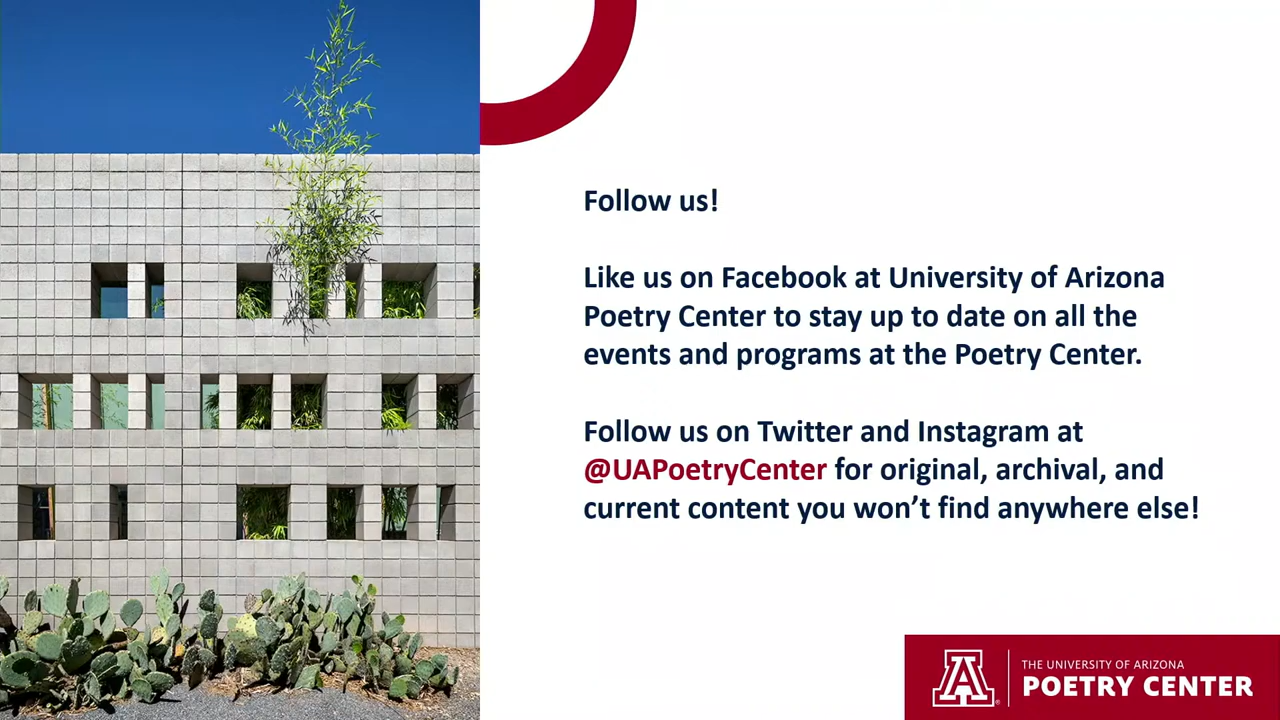 Follow us!
Like us on Facebook at University of Arizona
Poetry Center to stay up to date on all the
events and programs at the Poetry Center.
Follow us on Twitter and Instagram at
@UAPoetryCenter for original, archival, and
current content you won’t find anywhere else!
A
THE UNIVERSITY OF ARIZONA
POETRY CENTER